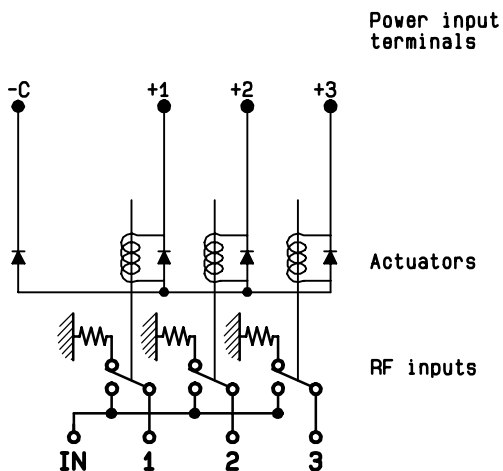 Power input
terminals
-C +1 +2 +3
Actuators
RF inputs
IN 1 2 3